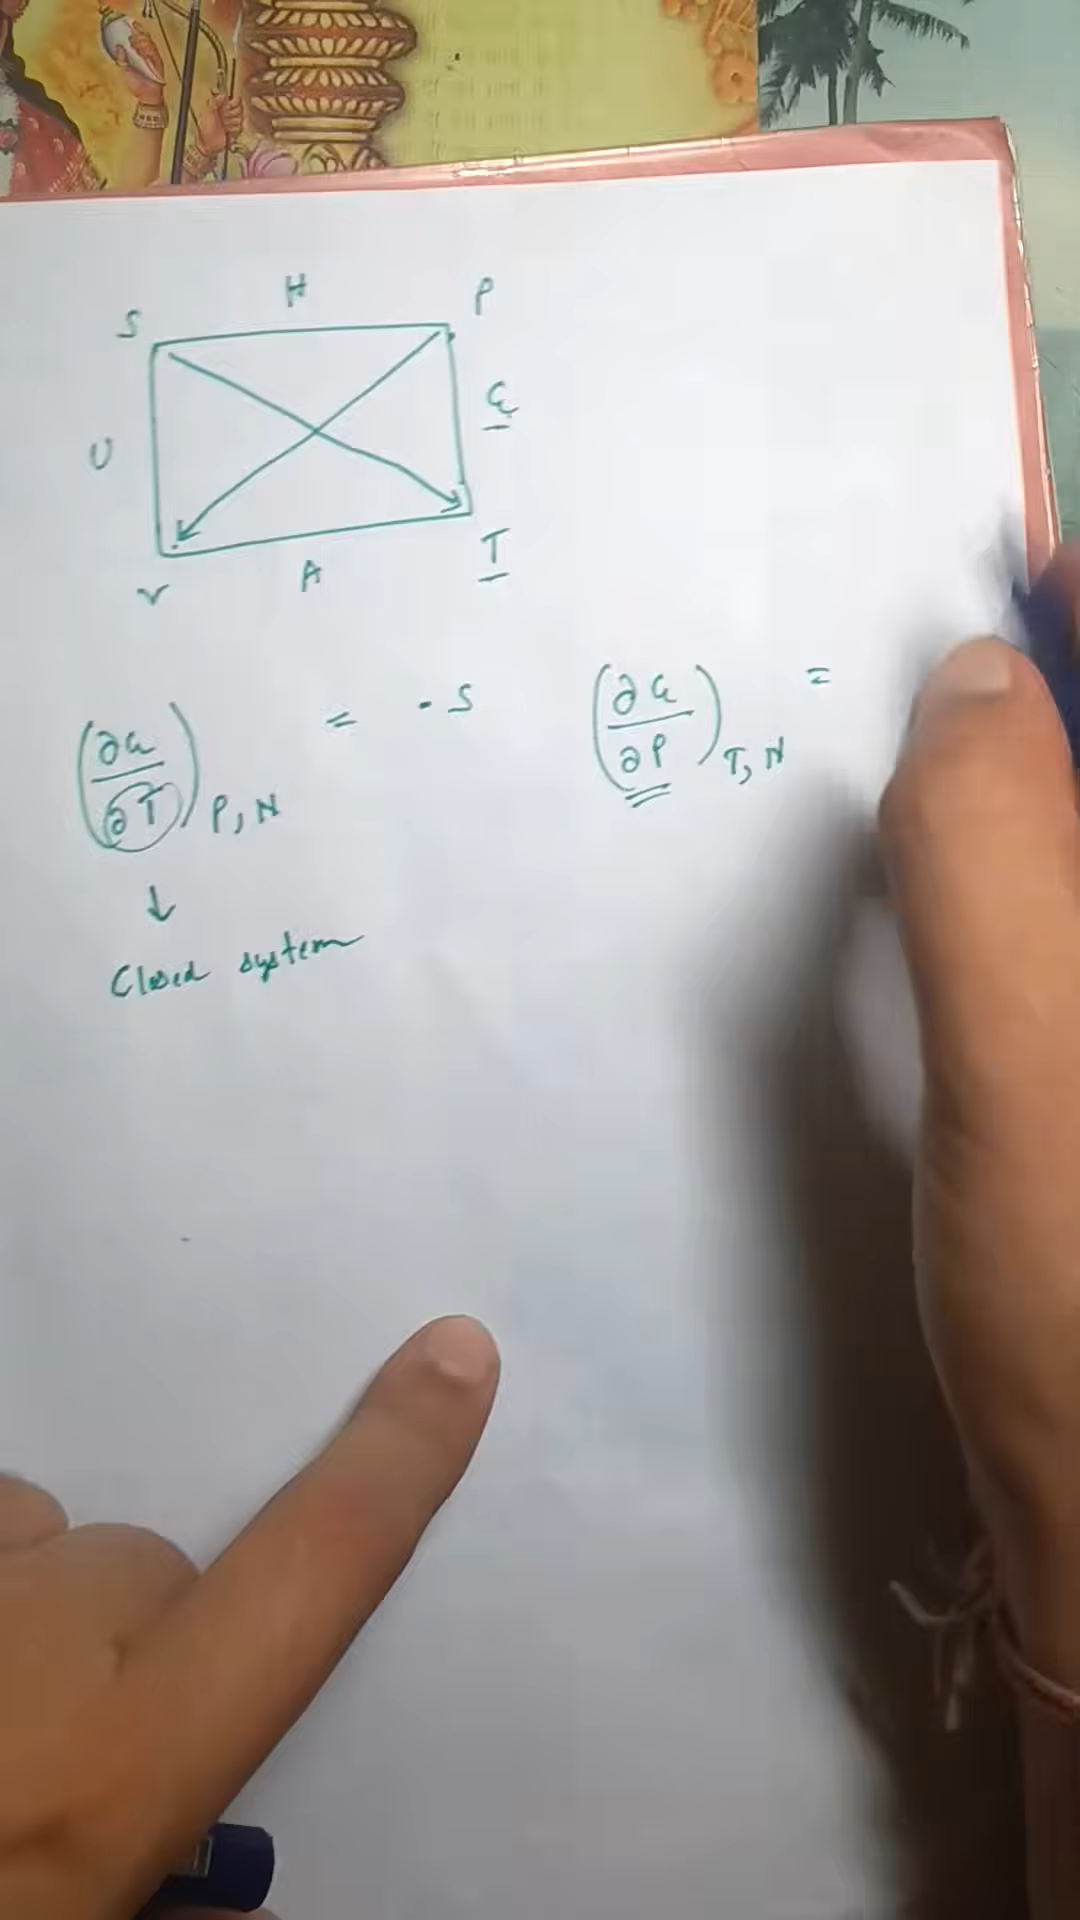 H
S P
G
U
T
V A
(∂G/∂T)P,N = -S (∂G/∂P)T,N =
↓
Closed system